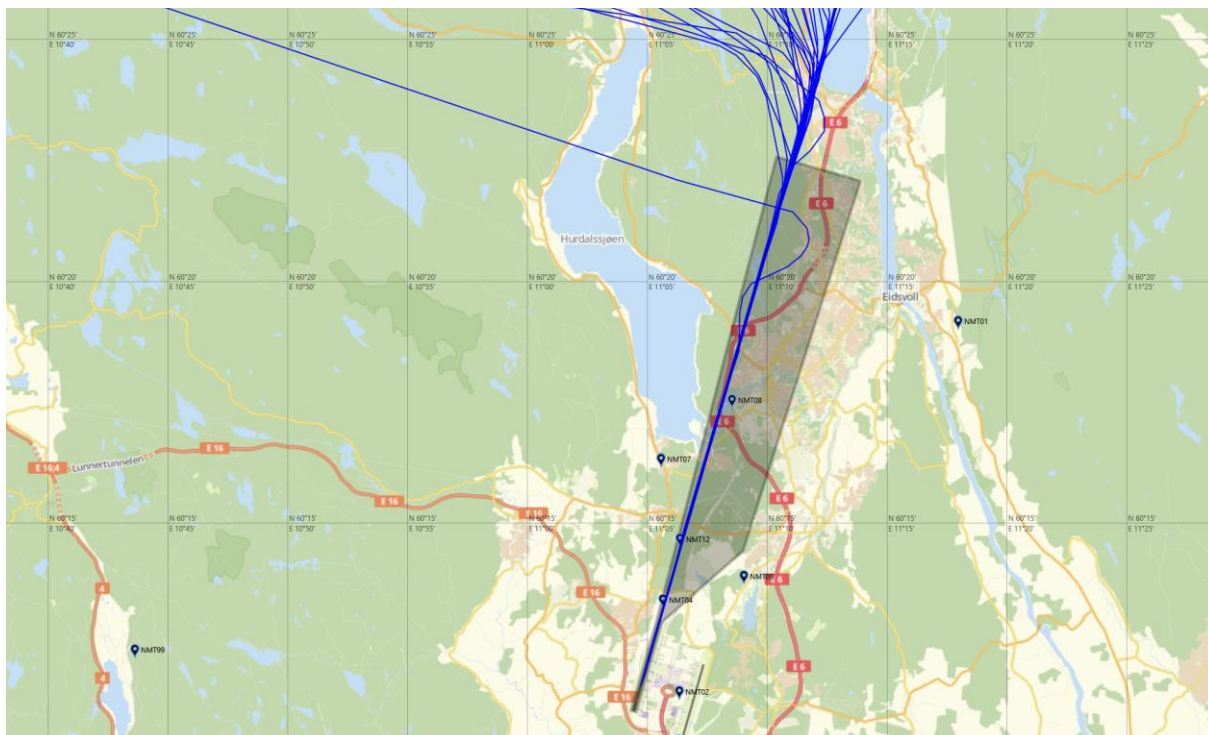 N 60°25' N 60°25' N 60°25' N 60°25' N 60°25' N 60°25' N 60°25' N 60°25' N 60°25' N 60°25'
E 10°40' E 10°45' E 10°50' E 10°55' E 11°00' E 11°05' E 11°10' E 11°15' E 11°20' E 11°25'
E 6
E 6
Hurdalssjøen
N 60°20' N 60°20' N 60°20' N 60°20' N 60°20' N 60°20' N 60°20' N 60°20' N 60°20' N 60°20'
E 10°40' E 10°45' E 10°50' E 10°55' E 11°00' E 11°05' E 11°10' E 11°15' E 11°20' E 11°25'
Eidsvoll
NMT01
E 6
NMT08
E 6
E 16
NMT07
E 16;4
Lunnertunnelen
E 6
E 16
E 16
N 60°15' N 60°15' N 60°15' N 60°15' N 60°15' N 60°15' N 60°15' N 60°15' N 60°15' N 60°15'
E 10°40' E 10°45' E 10°50' E 10°55' E 11°00' E 11°05' E 11°10' E 11°15' E 11°20' E 11°25'
NMT12
NMT09
E 6
4
E 16
NMT04
NMT99
E 6
4
NMT02
E 16